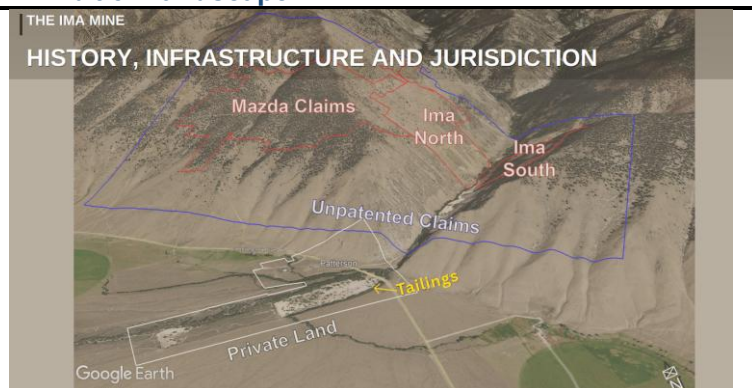 THE IMA MINE
HISTORY, INFRASTRUCTURE AND JURISDICTION
Mazda Claims
Ima
North
Ima
South
Unpatented Claims
Patterson
Tailings
Private Land
Google Earth
N